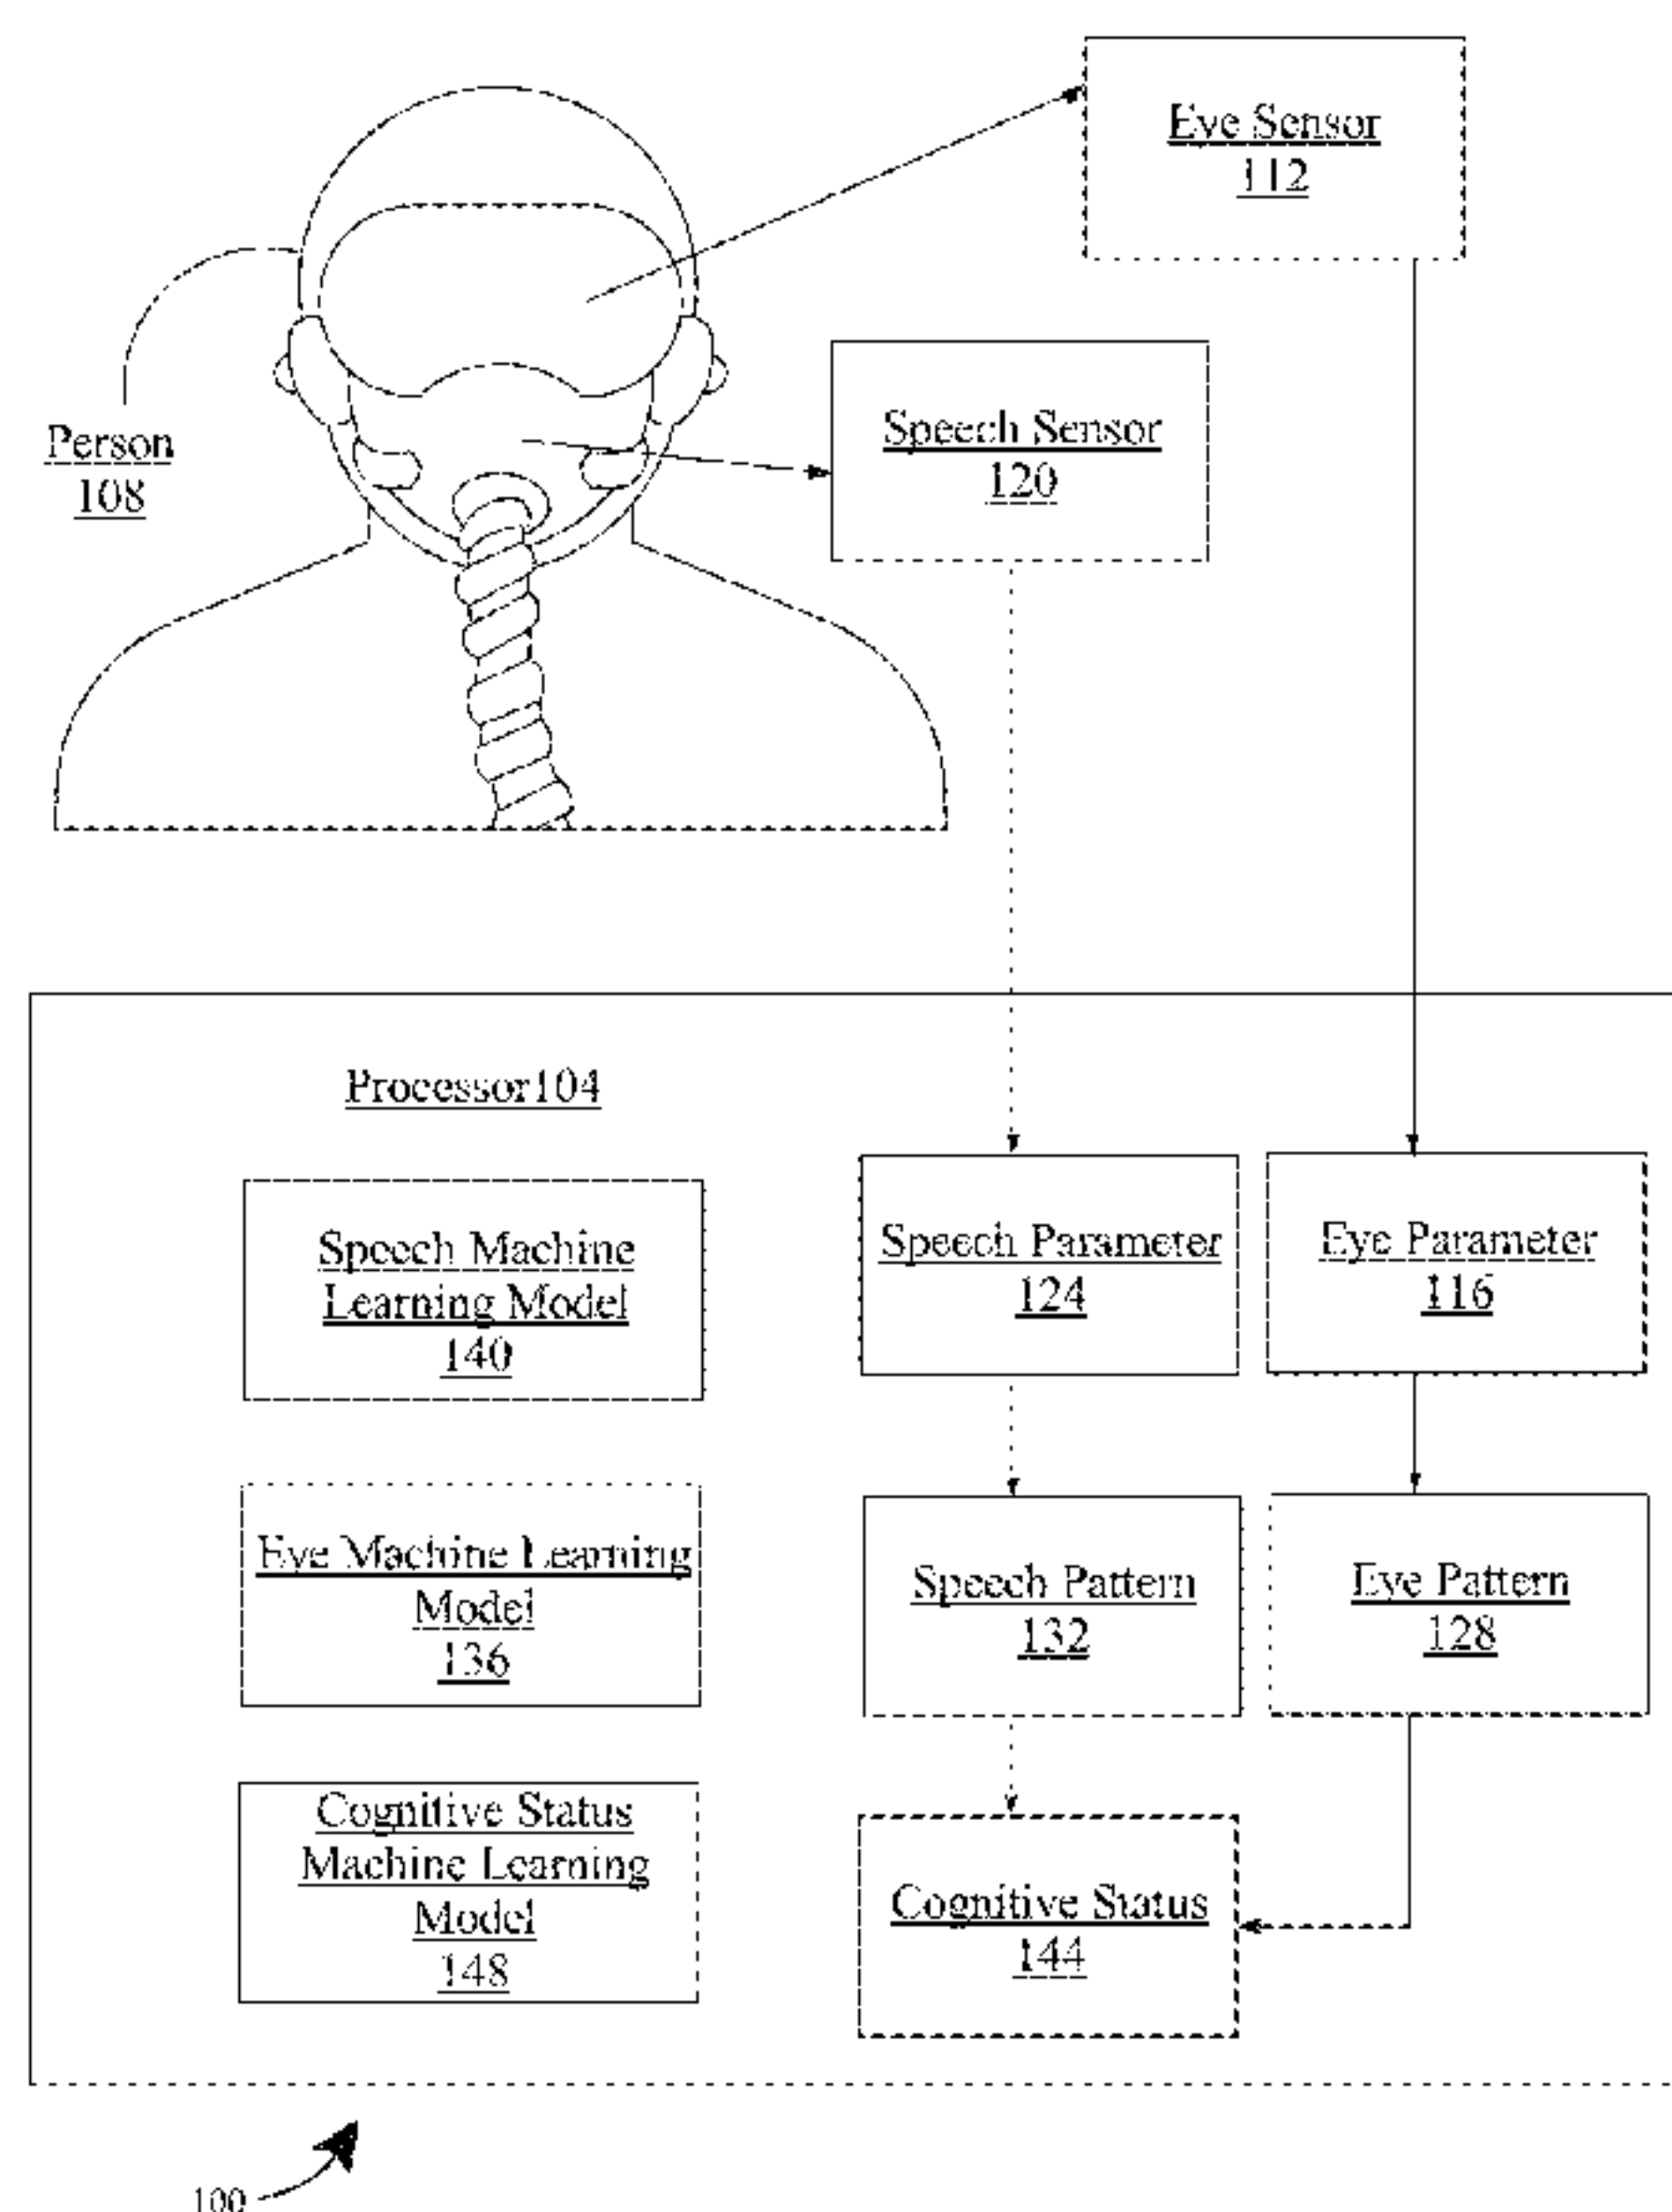 Eye Sensor
112
Person
108
Speech Sensor
120
Processor104
Speech Machine
Learning Model
140
Speech Parameter
124
Eye Parameter
116
Eye Machine Learning
Model
136
Speech Pattern
132
Eye Pattern
128
Cognitive Status
Machine Learning
Model
148
Cognitive Status
144
100